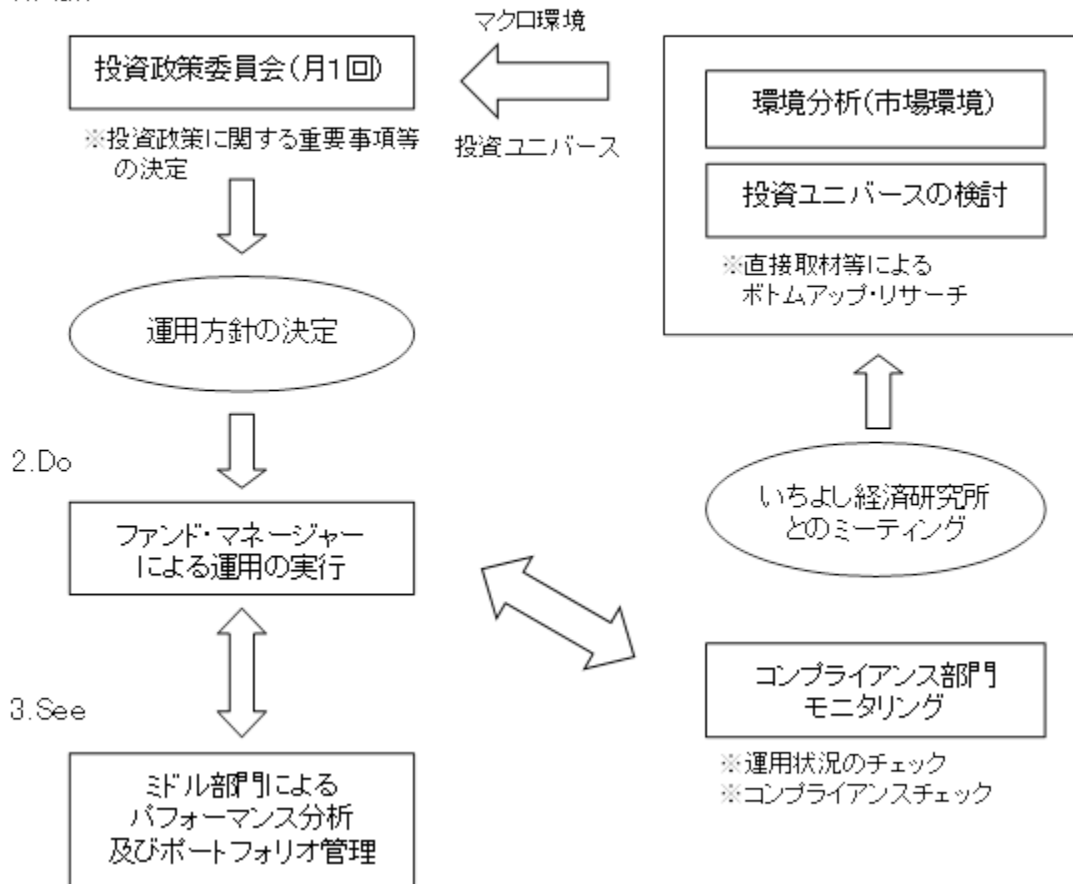 マクロ環境
投資政策委員会(月1回)
※投資政策に関する重要事項等
の決定
投資ユニバース
環境分析(市場環境)
投資ユニバースの検討
※直接取材等による
ボトムアップ・リサーチ
運用方針の決定
いちよし経済研究所
とのミーティング
2.Do
ファンド・マネージャー
による運用の実行
コンプライアンス部門
モニタリング
※運用状況のチェック
※コンプライアンスチェック
3.See
ミドル部門による
パフォーマンス分析
及びポートフォリオ管理